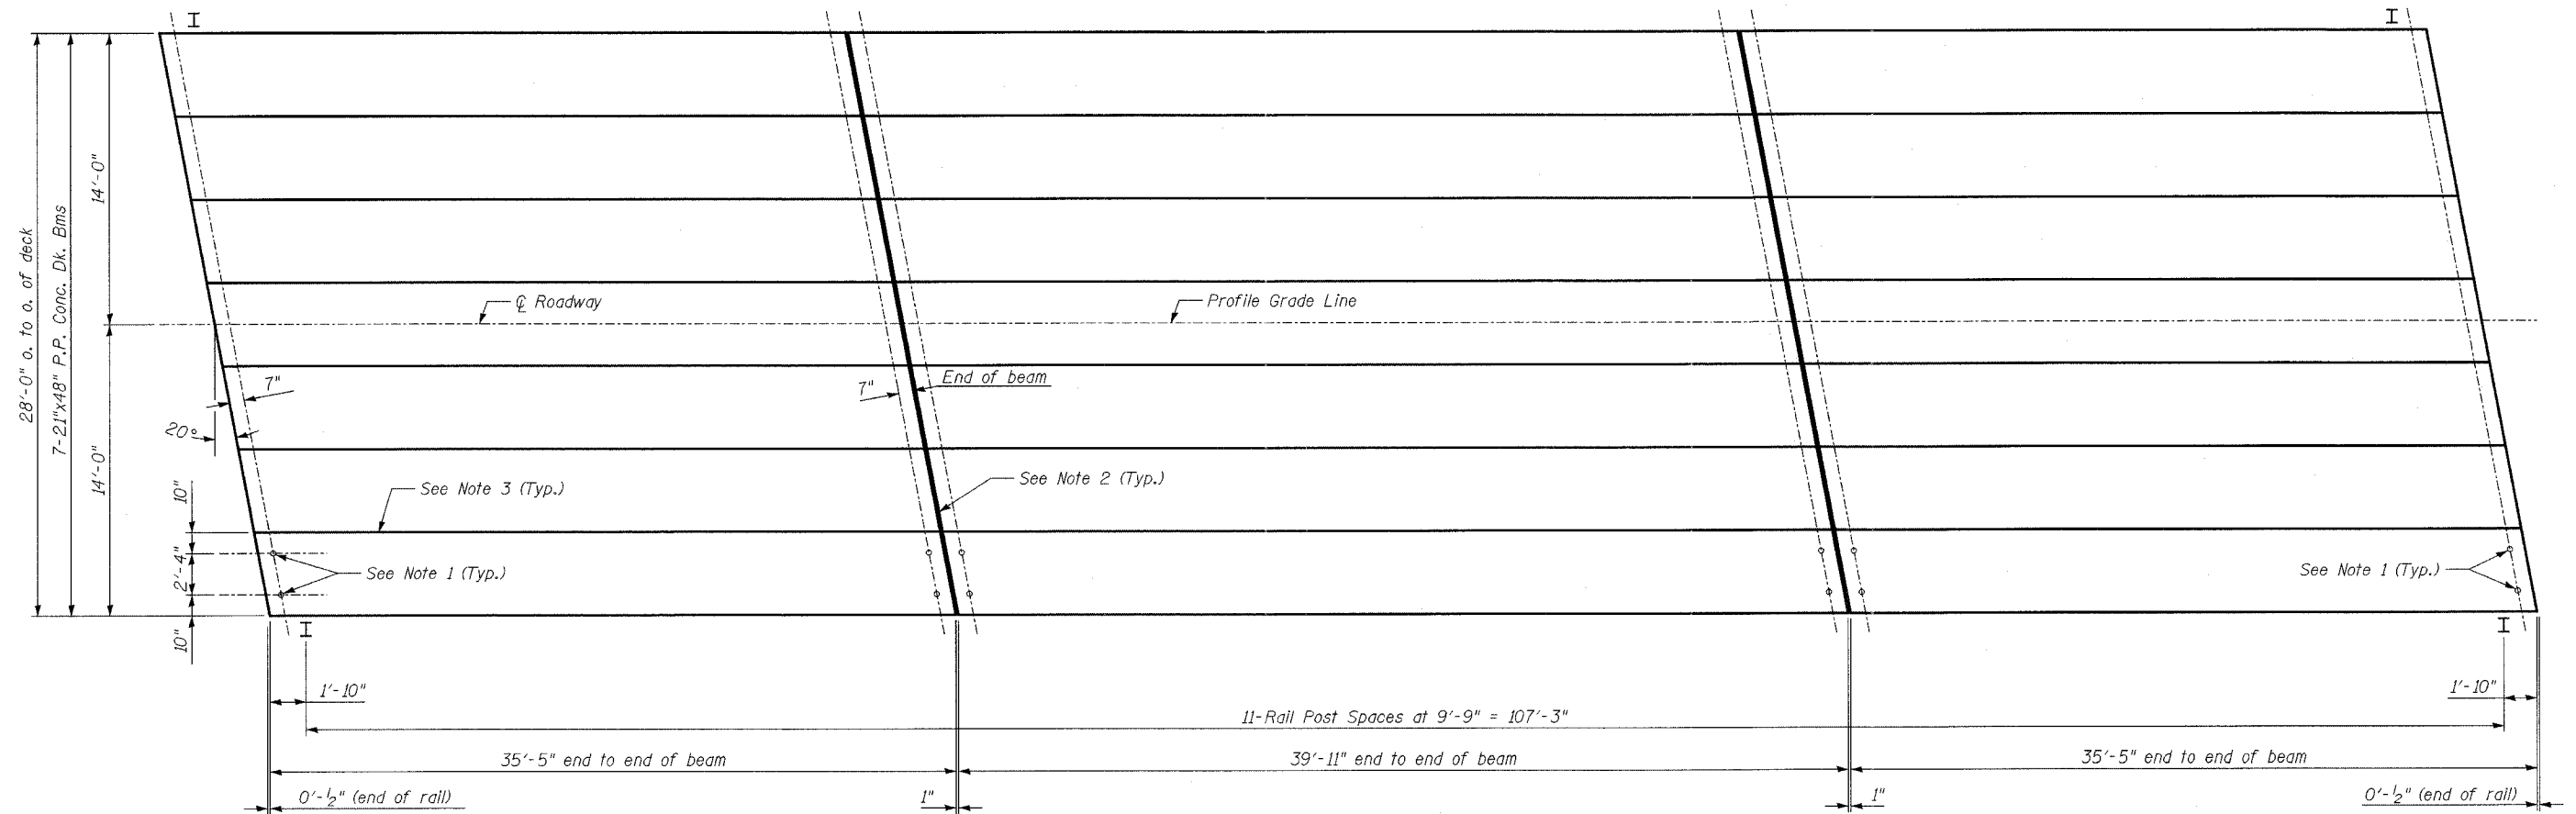 I I
28'-0" o. to o. of deck
7-21"x48" P.P. Conc. Dk. Bms
14'-0"
14'-0"
℄ Roadway
Profile Grade Line
7"
20°
7"
End of beam
See Note 3 (Typ.)
See Note 2 (Typ.)
10"
2'-4"
10"
See Note 1 (Typ.)
See Note 1 (Typ.)
I I
1'-10"
1'-10"
11-Rail Post Spaces at 9'-9" = 107'-3"
35'-5" end to end of beam
39'-11" end to end of beam
35'-5" end to end of beam
0'-½" (end of rail)
1"
1"
0'-½" (end of rail)